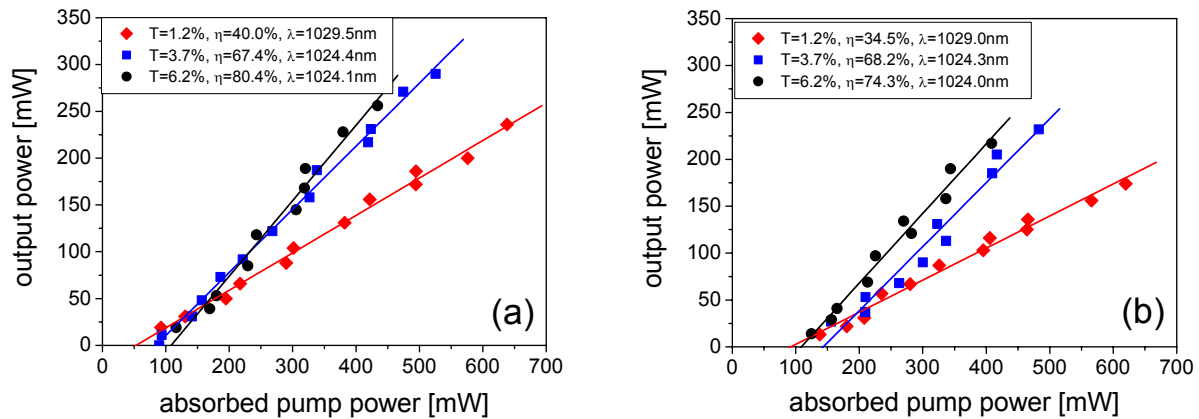 T=1.2%, η=40.0%, λ=1029.5nm
T=3.7%, η=67.4%, λ=1024.4nm
T=6.2%, η=80.4%, λ=1024.1nm
350
300
250
200
150
100
50
0
output power [mW]
0 100 200 300 400 500 600 700
absorbed pump power [mW]
(a)
T=1.2%, η=34.5%, λ=1029.0nm
T=3.7%, η=68.2%, λ=1024.3nm
T=6.2%, η=74.3%, λ=1024.0nm
350
300
250
200
150
100
50
0
output power [mW]
0 100 200 300 400 500 600 700
absorbed pump power [mW]
(b)